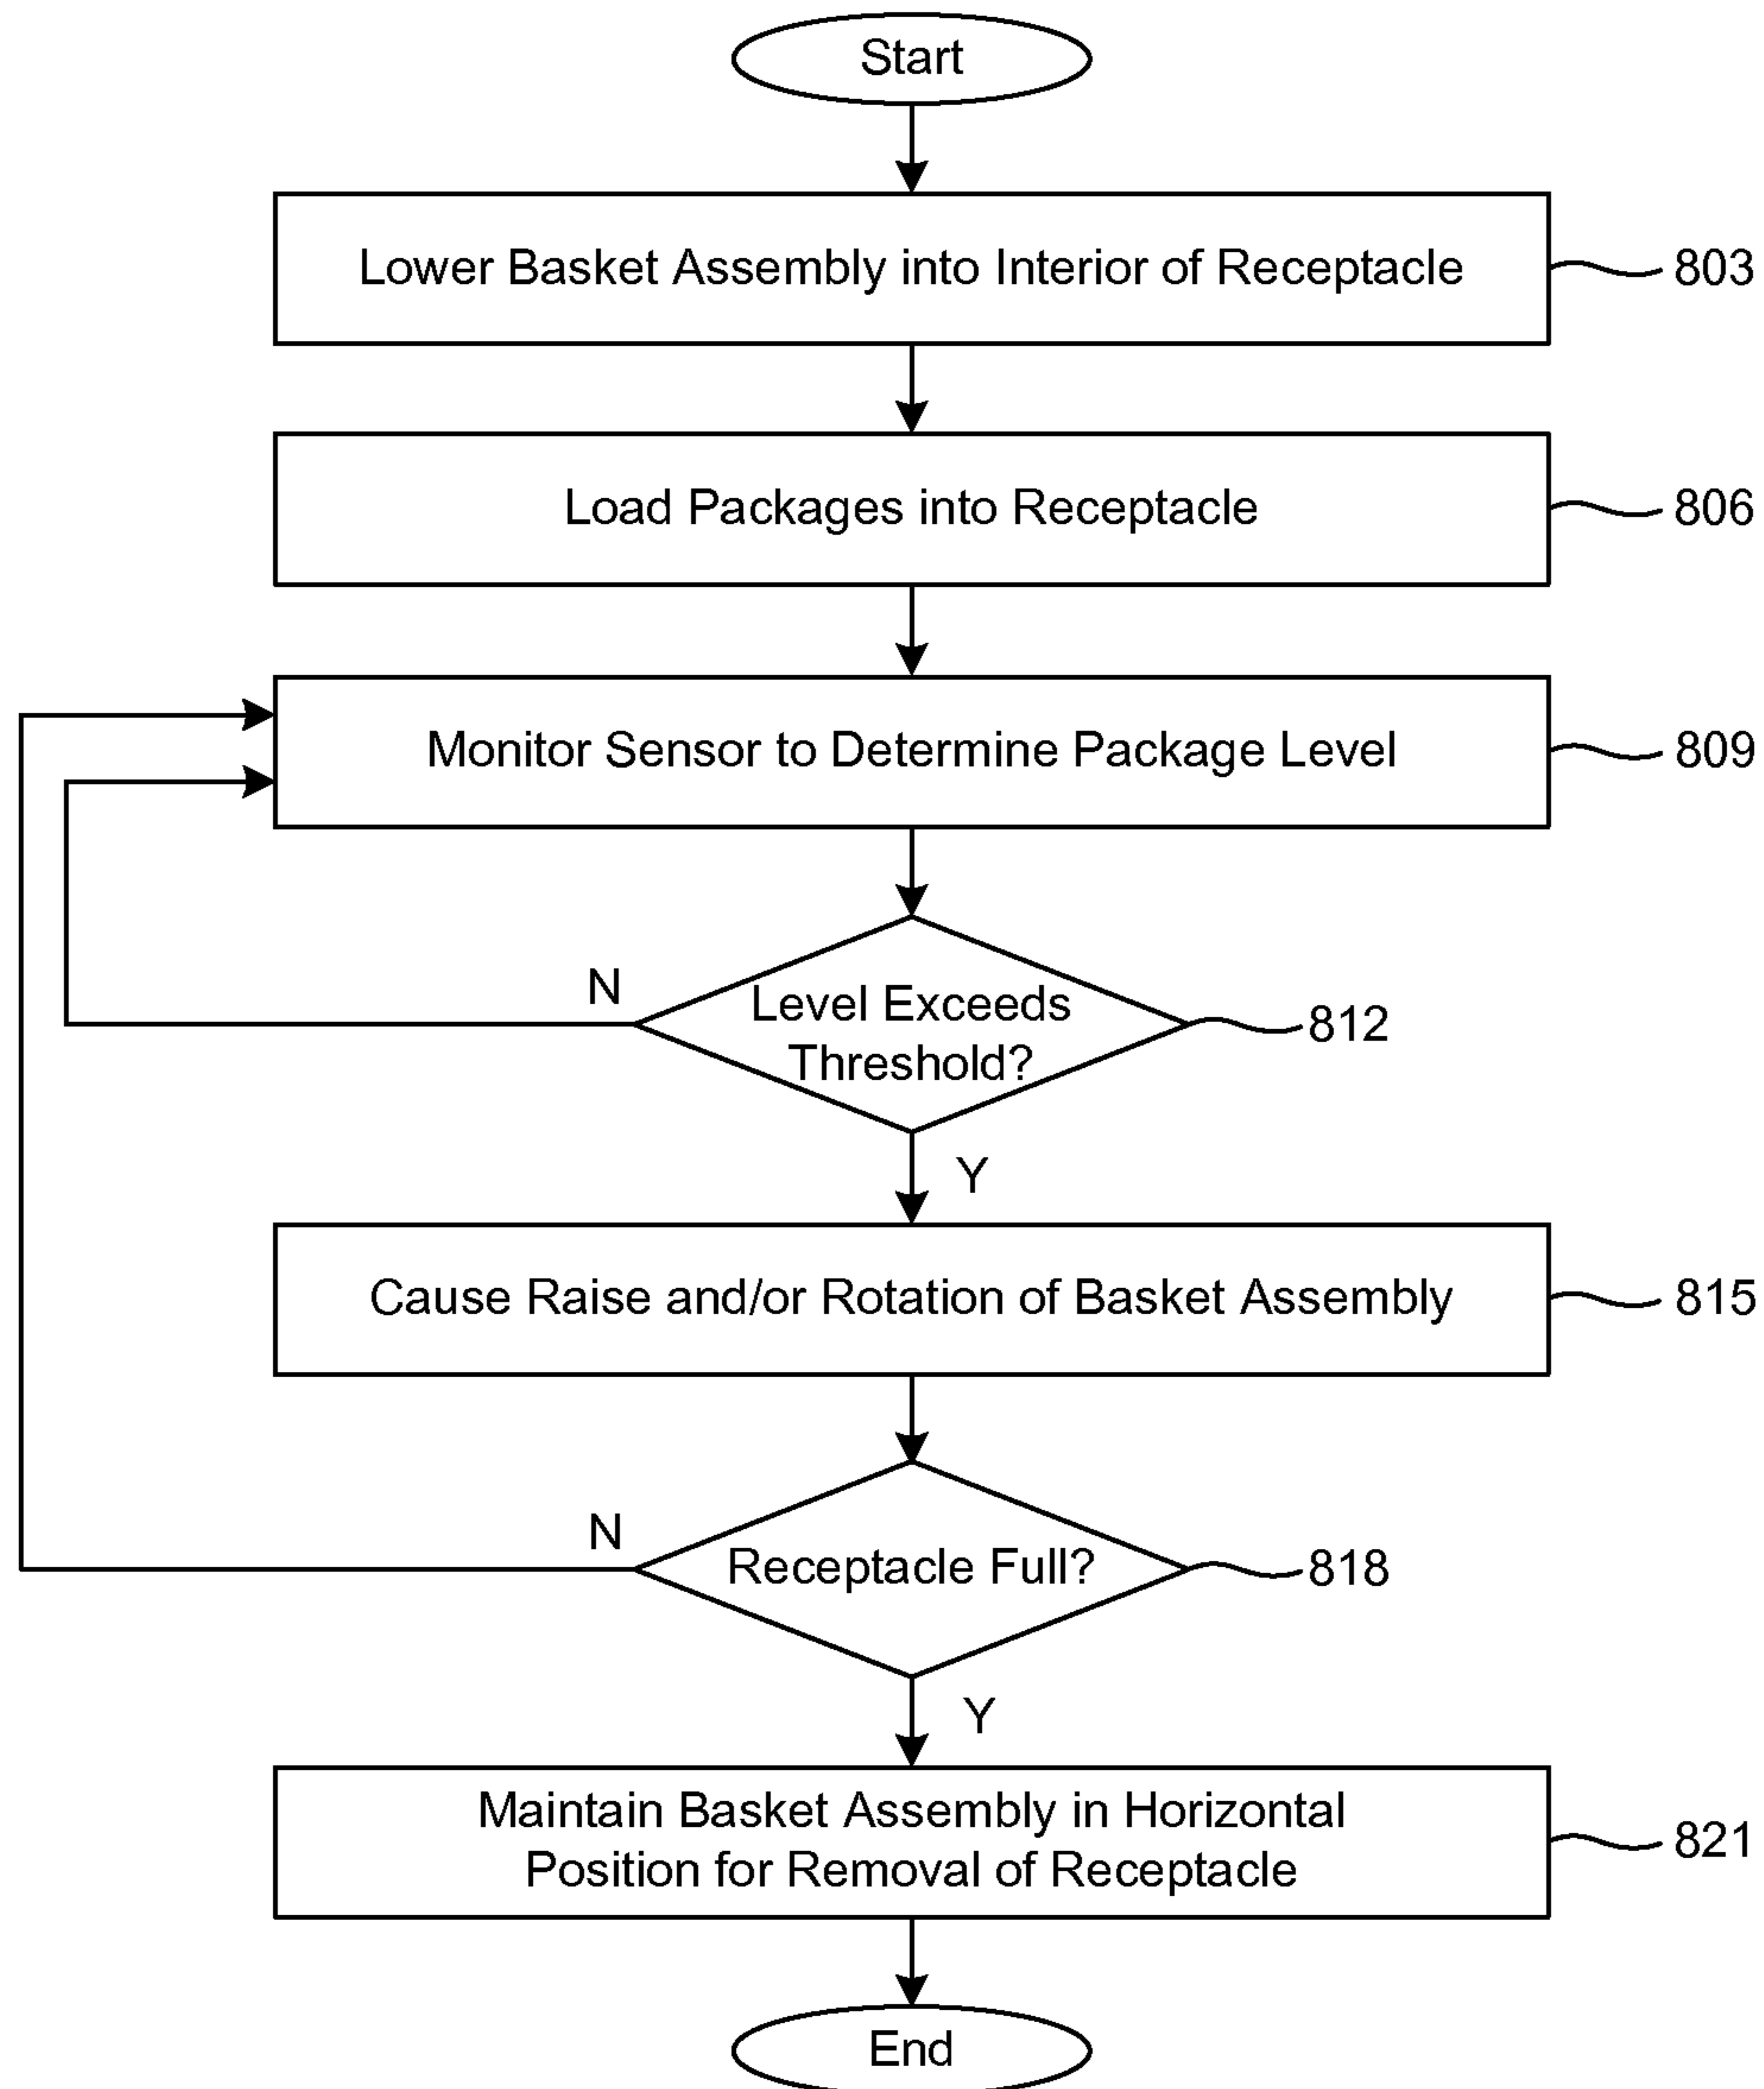 Start
Lower Basket Assembly into Interior of Receptacle
803
Load Packages into Receptacle
806
Monitor Sensor to Determine Package Level
809
N
Level Exceeds
Threshold?
812
Y
Cause Raise and/or Rotation of Basket Assembly
815
N
Receptacle Full?
818
Y
Maintain Basket Assembly in Horizontal
Position for Removal of Receptacle
821
End